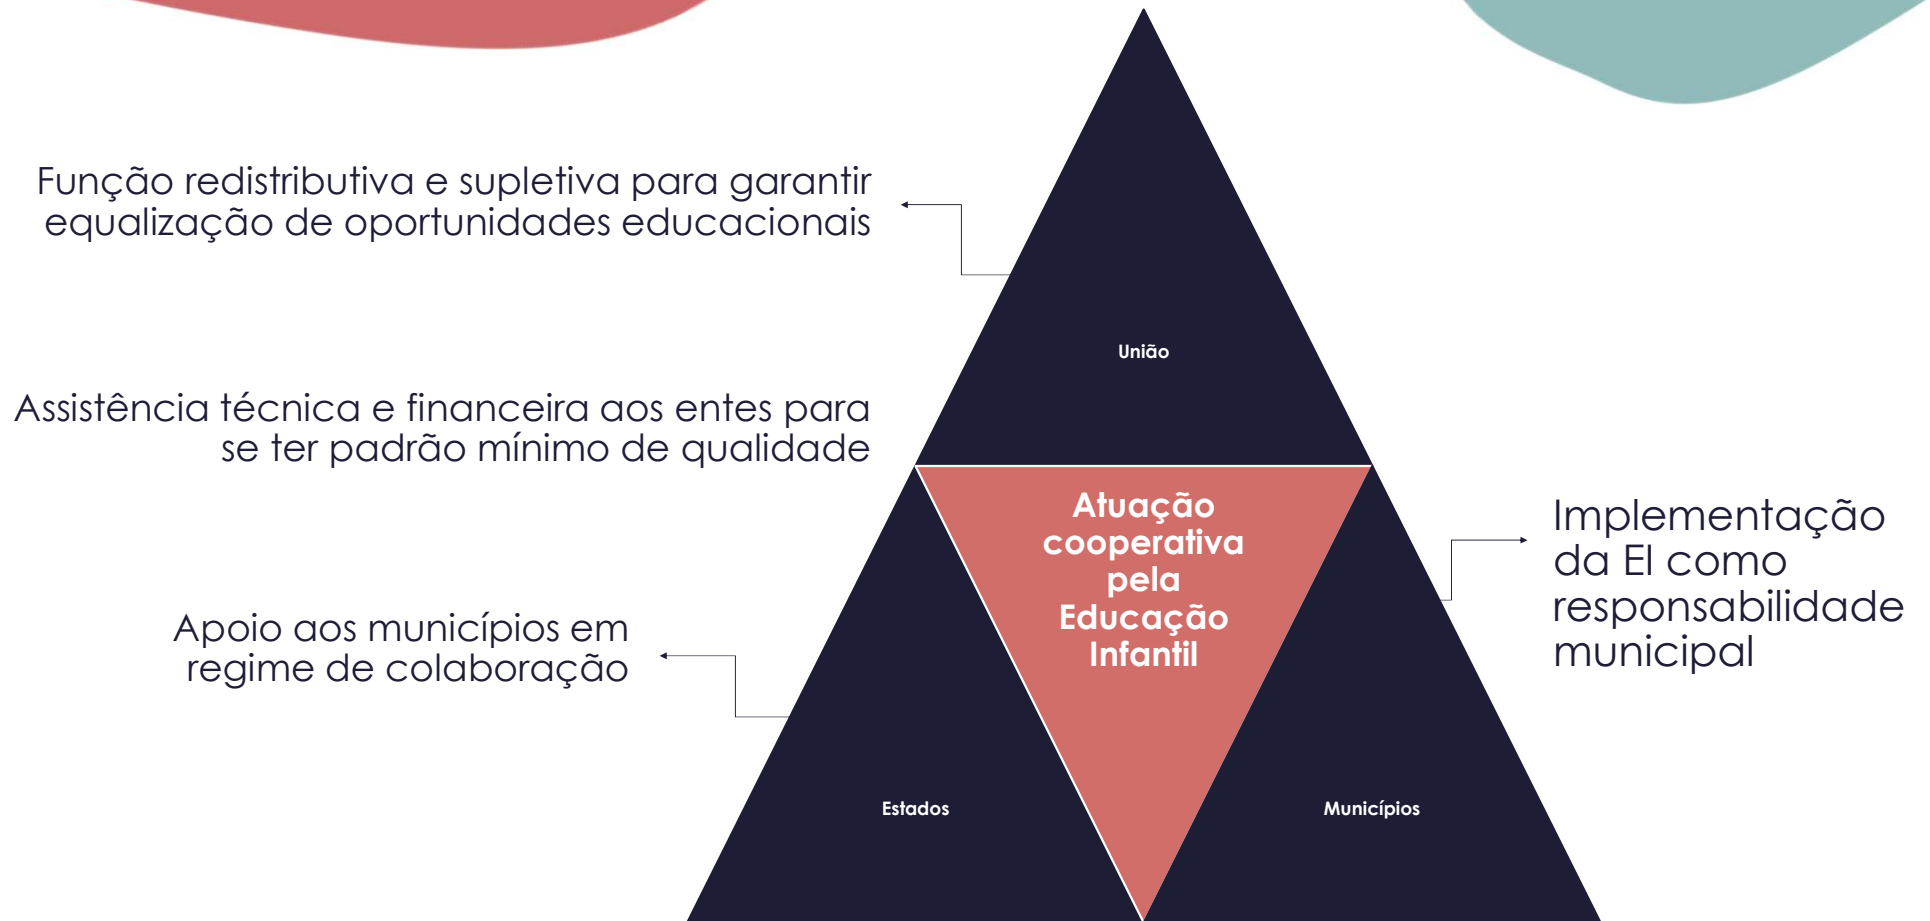 Função redistributiva e supletiva para garantir
equalização de oportunidades educacionais
União
Assistência técnica e financeira aos entes para
se ter padrão mínimo de qualidade
Atuação
cooperativa
pela
Educação
Infantil
Implementação
da EI como
responsabilidade
municipal
Apoio aos municípios em
regime de colaboração
Estados
Municípios